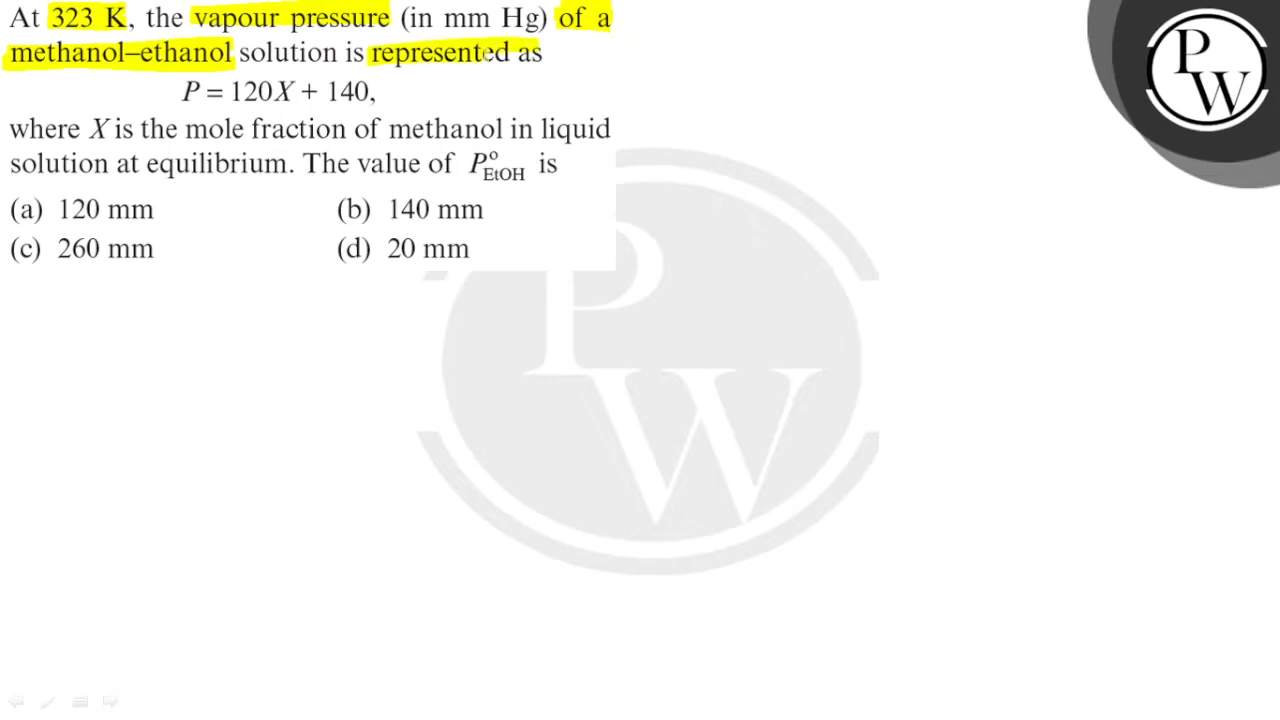 At 323 K, the vapour pressure (in mm Hg) of a
methanol–ethanol solution is represented as
P = 120X + 140,
where X is the mole fraction of methanol in liquid
solution at equilibrium. The value of P°EtOH is
(a) 120 mm (b) 140 mm
(c) 260 mm (d) 20 mm
PW
PW